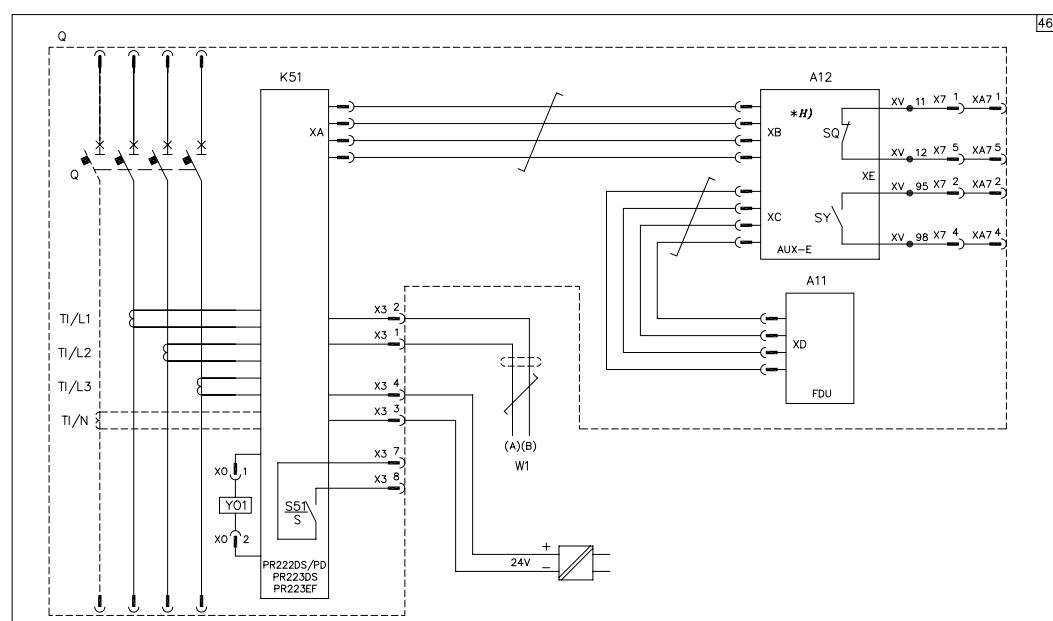 46
Q
K51
A12
XA
XB
*H)
SQ
XV 11 X7 1 XA7 1
XV 12 X7 5 XA7 5
XE
XV 95 X7 2 XA7 2
XC
SY
XV 98 X7 4 XA7 4
AUX-E
Q
A11
XD
FDU
TI/L1
TI/L2
TI/L3
TI/N
X3 2
X3 1
X3 4
X3 3
(A)(B)
W1
X3 7
X3 8
XO 1
YO1
XO 2
S51
S
PR222DS/PD
PR223DS
PR223EF
+
24V
−